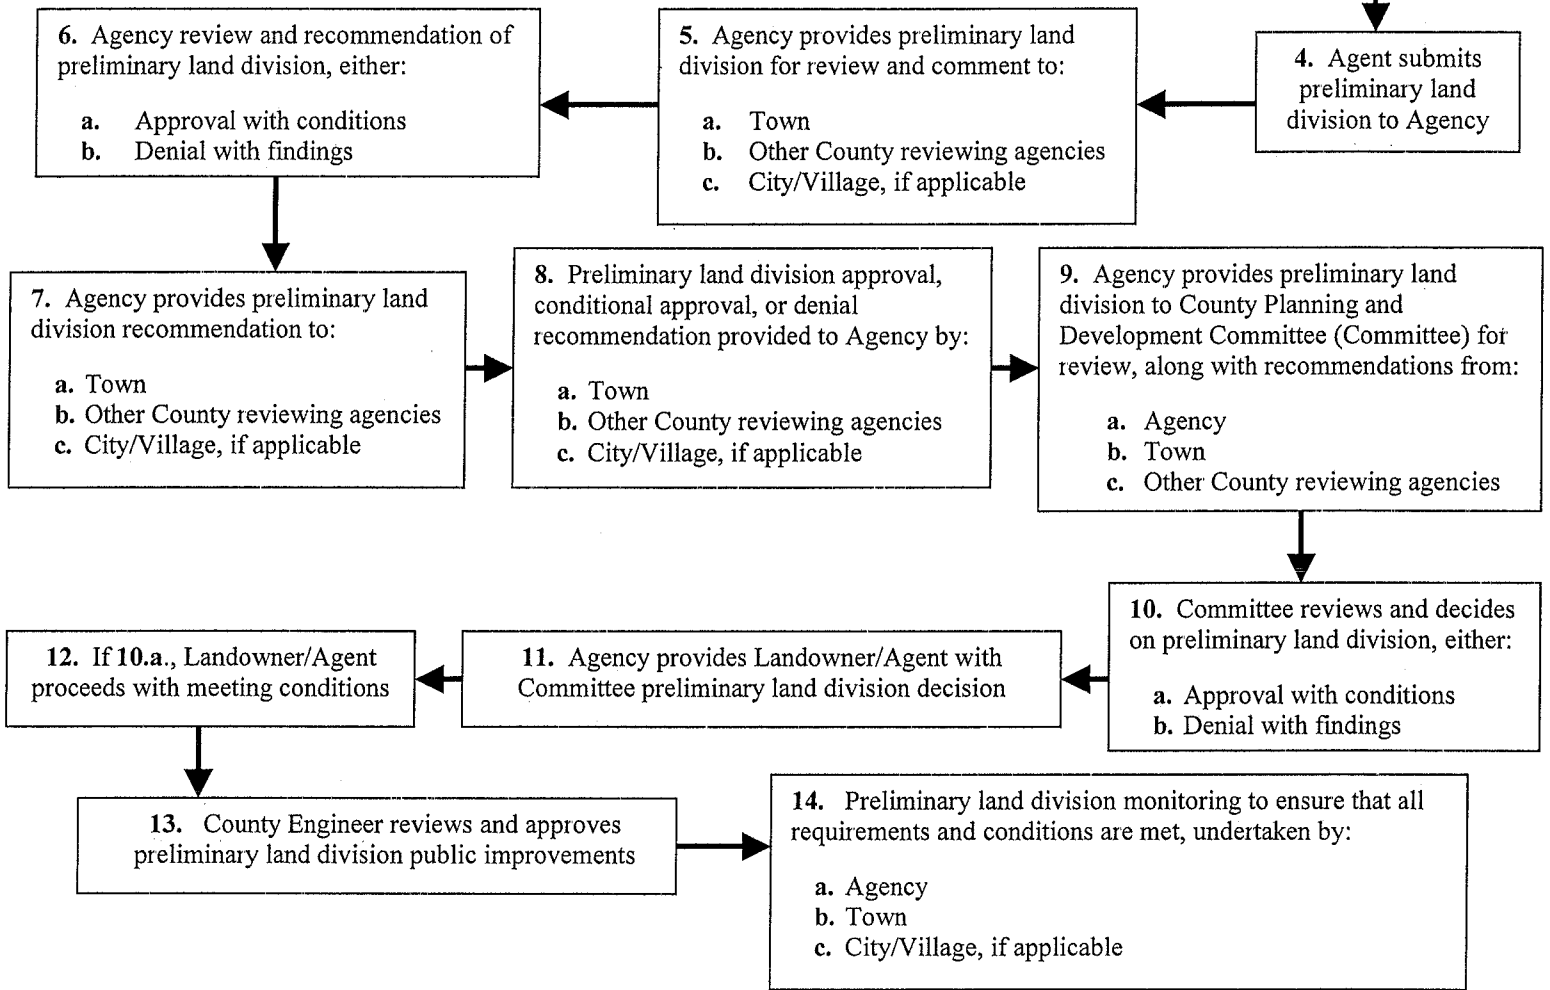 4. Agent submits
preliminary land
division to Agency
5. Agency provides preliminary land
division for review and comment to:
a. Town
b. Other County reviewing agencies
c. City/Village, if applicable
6. Agency review and recommendation of
preliminary land division, either:
a. Approval with conditions
b. Denial with findings
7. Agency provides preliminary land
division recommendation to:
a. Town
b. Other County reviewing agencies
c. City/Village, if applicable
8. Preliminary land division approval,
conditional approval, or denial
recommendation provided to Agency by:
a. Town
b. Other County reviewing agencies
c. City/Village, if applicable
9. Agency provides preliminary land
division to County Planning and
Development Committee (Committee) for
review, along with recommendations from:
a. Agency
b. Town
c. Other County reviewing agencies
10. Committee reviews and decides
on preliminary land division, either:
a. Approval with conditions
b. Denial with findings
11. Agency provides Landowner/Agent with
Committee preliminary land division decision
12. If 10.a., Landowner/Agent
proceeds with meeting conditions
13. County Engineer reviews and approves
preliminary land division public improvements
14. Preliminary land division monitoring to ensure that all
requirements and conditions are met, undertaken by:
a. Agency
b. Town
c. City/Village, if applicable